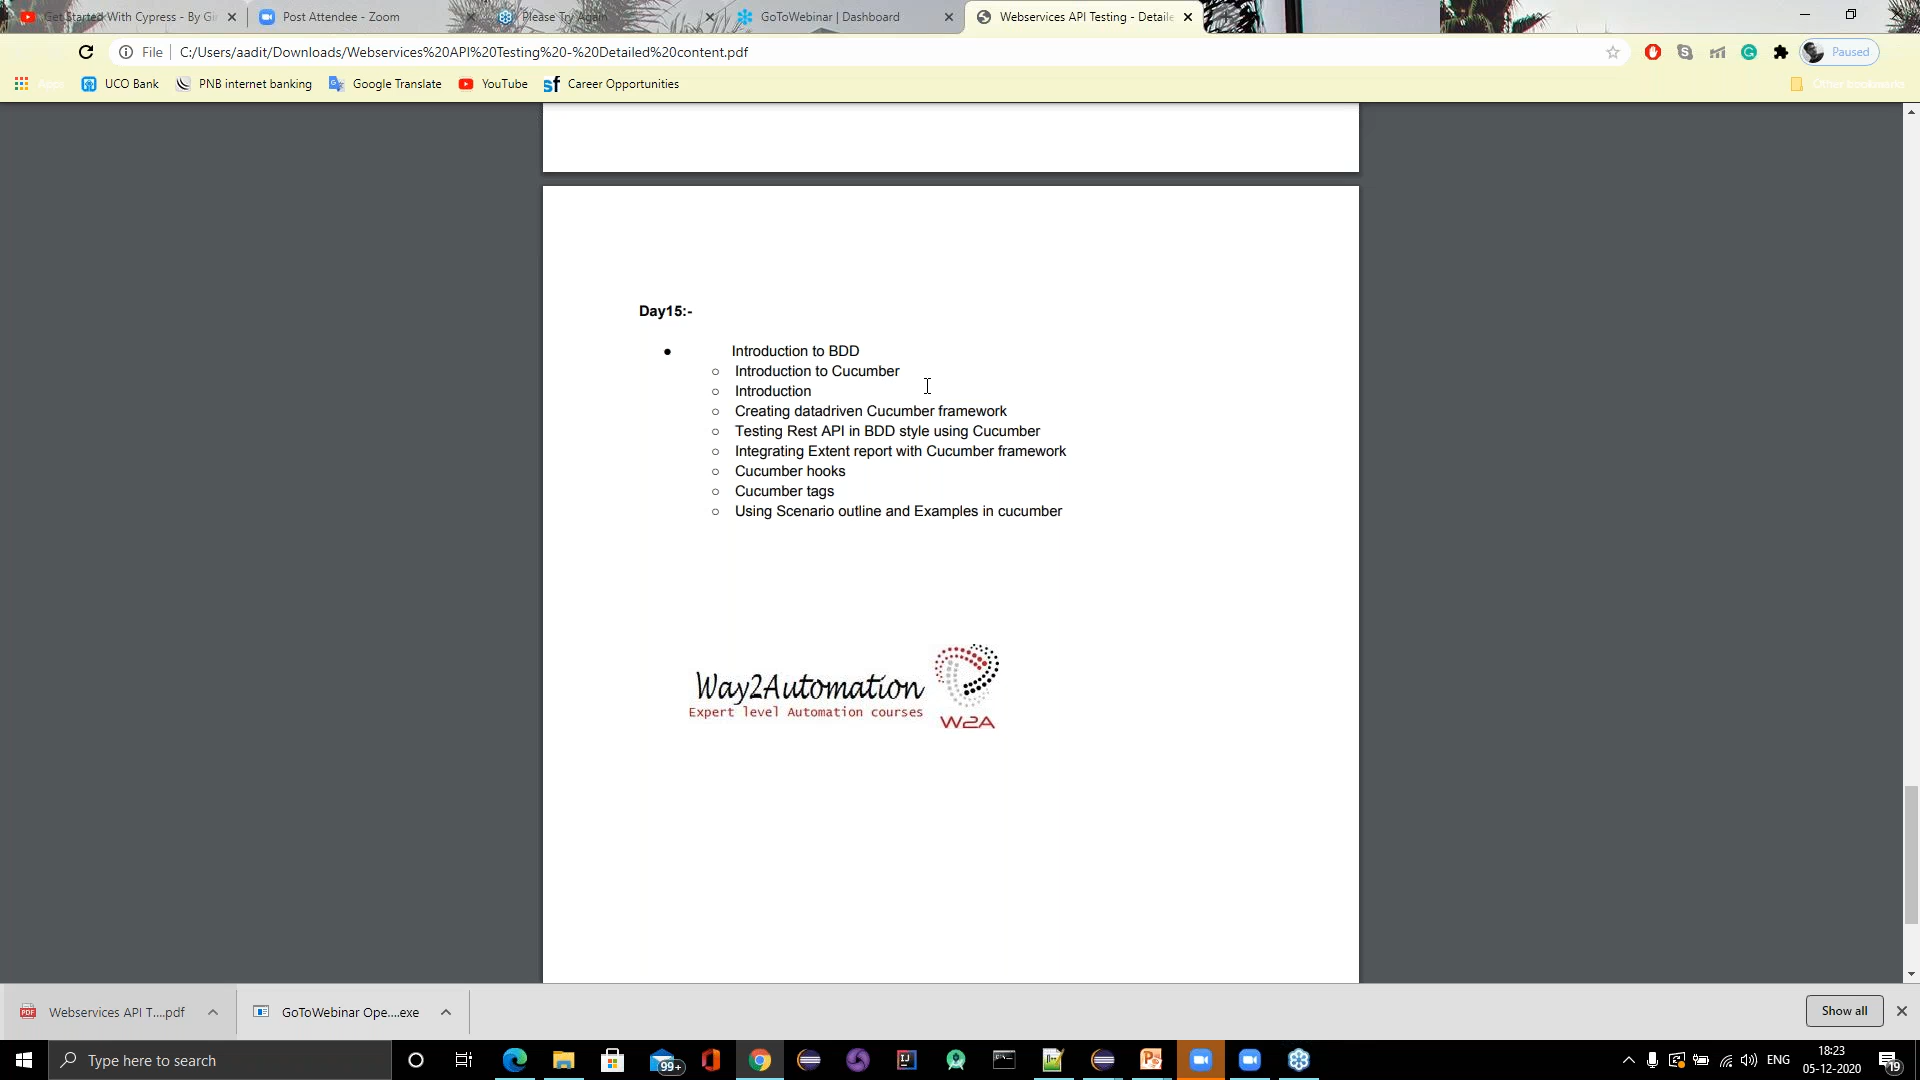 Get Started With Cypress - By Gi
Post Attendee - Zoom
Please Try Again
GoToWebinar | Dashboard
Webservices API Testing - Detaile
File
C:/Users/aadit/Downloads/Webservices%20API%20Testing%20-%20Detailed%20content.pdf
Paused
Apps
UCO Bank
PNB internet banking
Google Translate
YouTube
Career Opportunities
Other bookmarks
Day15:-
Introduction to BDD
Introduction to Cucumber
Introduction
Creating datadriven Cucumber framework
Testing Rest API in BDD style using Cucumber
Integrating Extent report with Cucumber framework
Cucumber hooks
Cucumber tags
Using Scenario outline and Examples in cucumber
Way2Automation
Expert level Automation courses
W2A
Webservices API T....pdf
GoToWebinar Ope....exe
Show all
Type here to search
99+
ENG
18:23
05-12-2020
19